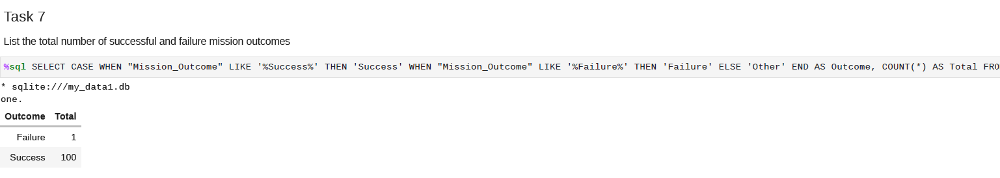 Task 7
List the total number of successful and failure mission outcomes
%sql SELECT CASE WHEN "Mission_Outcome" LIKE '%Success%' THEN 'Success' WHEN "Mission_Outcome" LIKE '%Failure%' THEN 'Failure' ELSE 'Other' END AS Outcome, COUNT(*) AS Total FRO
* sqlite:///my_data1.db
one.
Outcome Total
Failure 1
Success 100